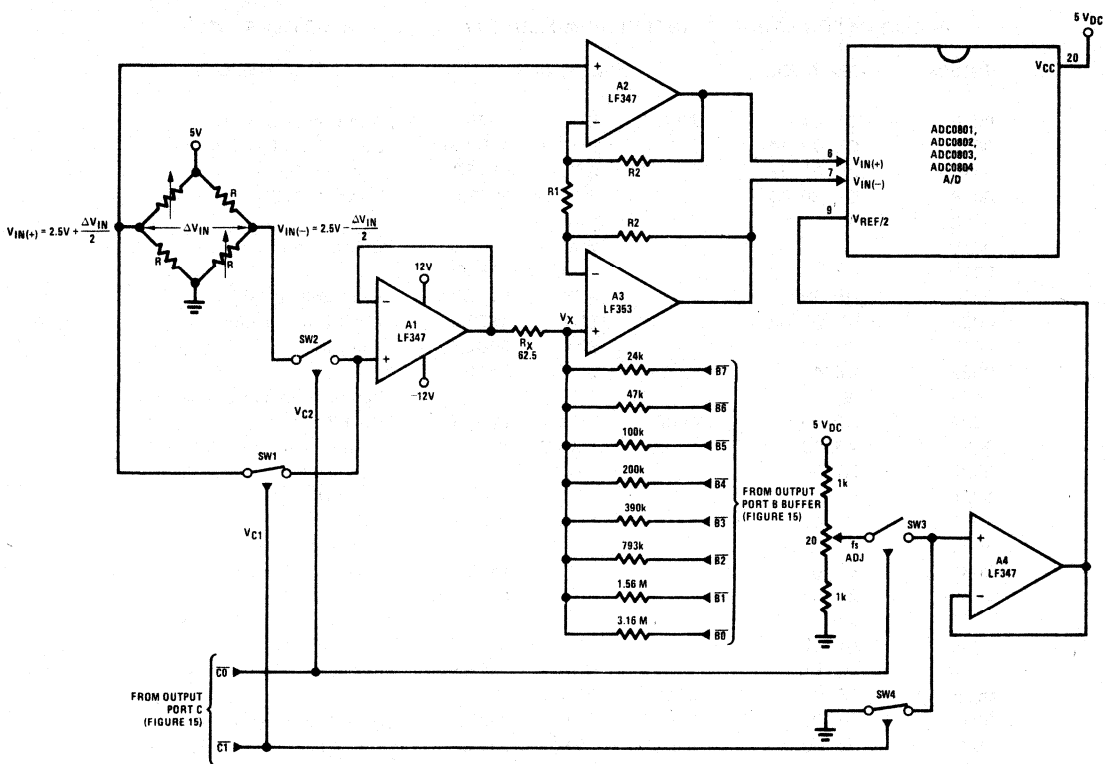 5 VDC
20
VCC
ADC0801,
ADC0802,
ADC0803,
ADC0804
A/D
6
VIN(+)
7
VIN(-)
9
VREF/2
+
A2
LF347
−
R2
R1
R2
−
A3
LF353
+
5V
R
R
R
ΔVIN
VIN(+) = 2.5V + ΔVIN/2
VIN(-) = 2.5V - ΔVIN/2
12V
−
A1
LF347
+
−12V
RX
62.5
VX
SW2
VC2
SW1
VC1
24k
B7
47k
B6
100k
B5
200k
B4
390k
B3
793k
B2
1.56 M
B1
3.16 M
B0
FROM OUTPUT
PORT B BUFFER
(FIGURE 15)
5 VDC
1k
20
fs
ADJ
1k
SW3
+
A4
LF347
−
SW4
FROM OUTPUT
PORT C
(FIGURE 15)
C0
C1